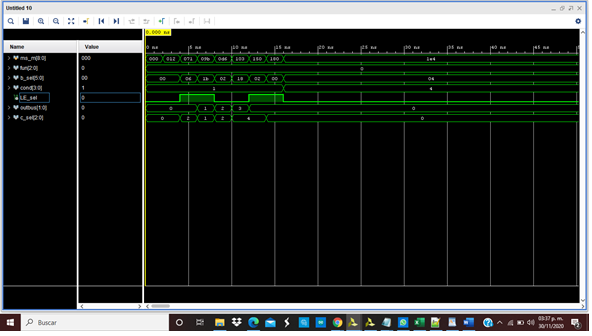 Untitled 10
0.000 ns
Name Value
0 ns 5 ns 10 ns 15 ns 20 ns 25 ns 30 ns 35 ns 40 ns 45 ns
ms_m[8:0] 000 000 012 071 09b 0d6 103 150 180 1e4
fun[2:0] 0 0
b_sel[5:0] 00 00 06 1b 02 18 02 00 04
cond[3:0] 1 1 4
LE_sel 0
outbus[1:0] 0 0 1 2 3 0
c_sel[2:0] 0 0 2 1 2 4 0
Buscar
03:37 p. m.
30/11/2020